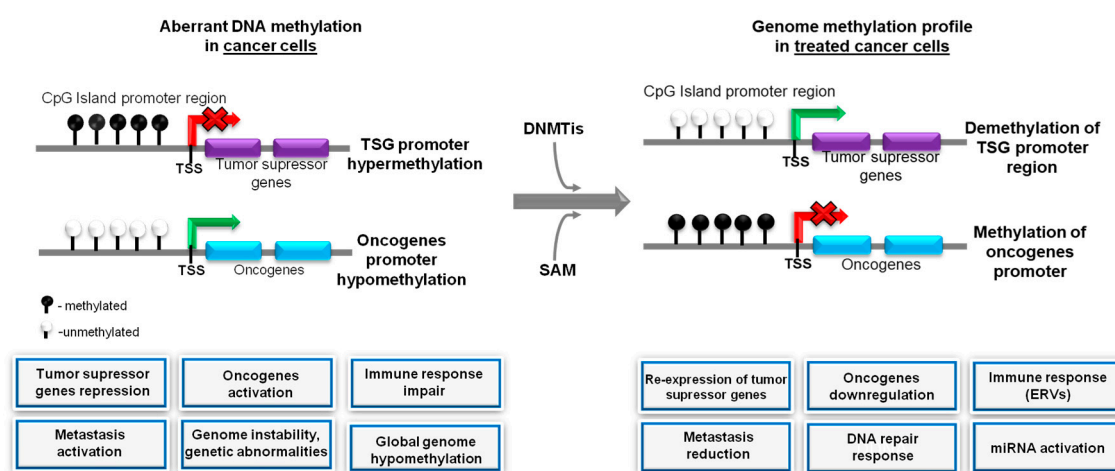 Aberrant DNA methylation
in cancer cells
CpG Island promoter region
TSS
Tumor supressor
genes
TSG promoter
hypermethylation
TSS
Oncogenes
Oncogenes
promoter
hypomethylation
- methylated
-unmethylated
Tumor supressor
genes repression
Oncogenes
activation
Immune response
impair
Metastasis
activation
Genome instability,
genetic abnormalities
Global genome
hypomethylation
DNMTis
SAM
Genome methylation profile
in treated cancer cells
CpG Island promoter region
TSS
Tumor supressor
genes
Demethylation of
TSG promoter
region
TSS
Oncogenes
Methylation of
oncogenes
promoter
Re-expression of tumor
supressor genes
Oncogenes
downregulation
Immune response
(ERVs)
Metastasis
reduction
DNA repair
response
miRNA activation